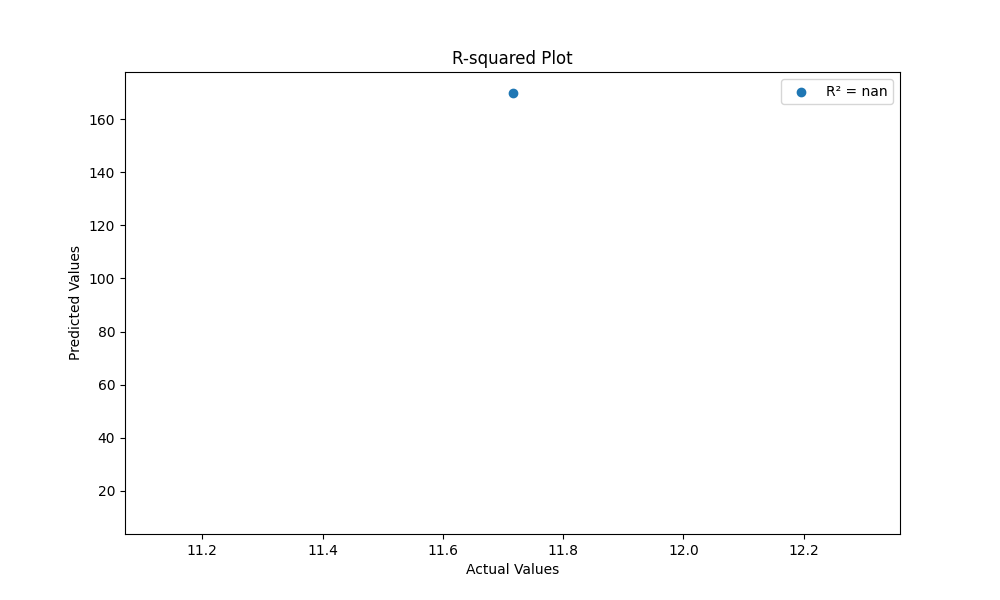 R-squared Plot
R² = nan
160
140
120
100
80
60
40
20
Predicted Values
11.2 11.4 11.6 11.8 12.0 12.2
Actual Values